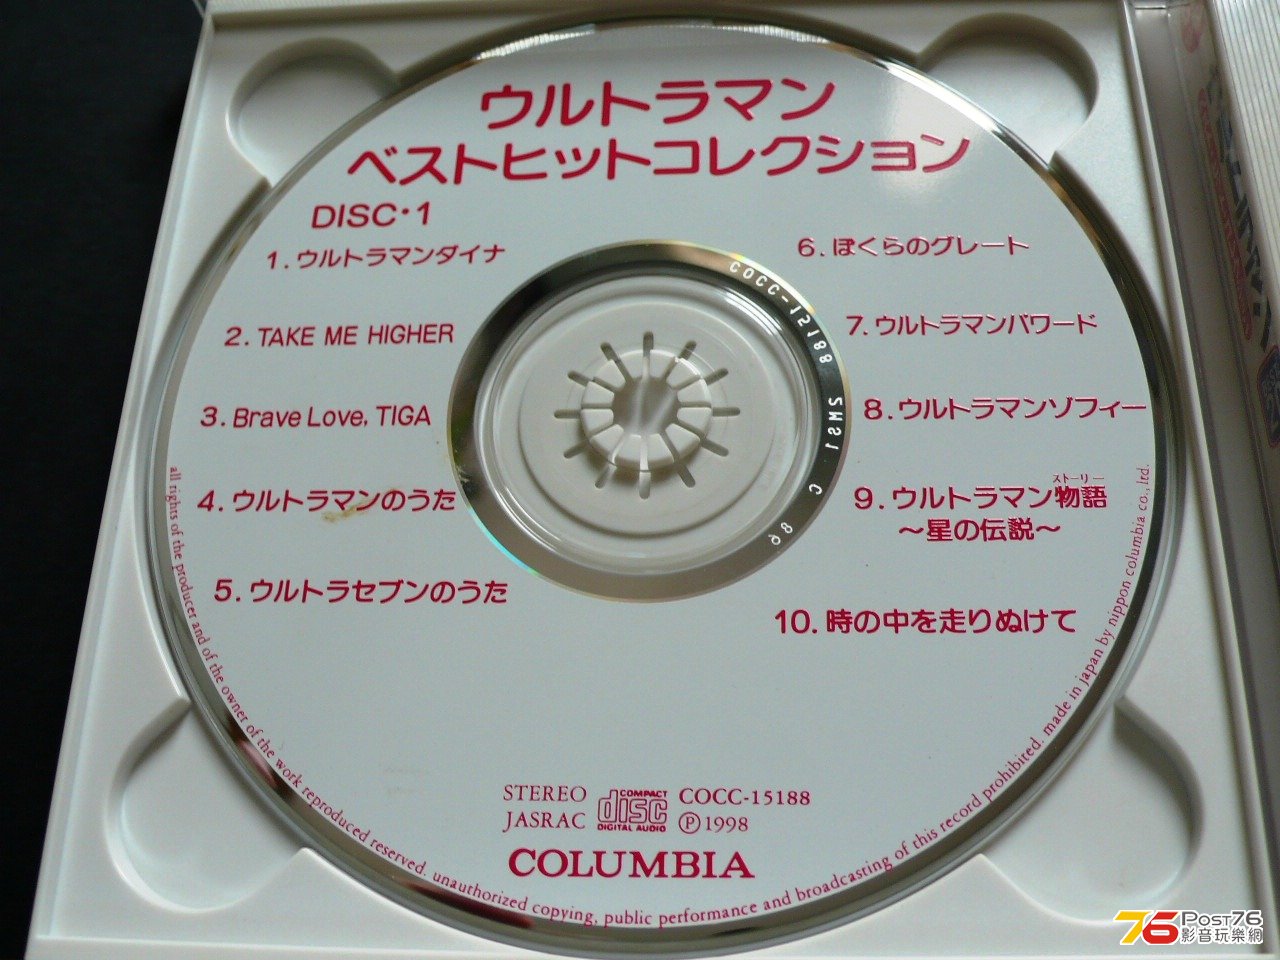 ウルトラマン
ベストヒットコレクション
DISC・1
1.ウルトラマンダイナ
2.TAKE ME HIGHER
3.Brave Love, TIGA
4.ウルトラマンのうた
5.ウルトラセブンのうた
6.ぼくらのグレート
7.ウルトラマンパワード
8.ウルトラマンゾフィー
ストーリー
9.ウルトラマン物語
〜星の伝説〜
10.時の中を走りぬけて
STEREO
JASRAC
COMPACT
disc
DIGITAL AUDIO
COCC-15188
Ⓟ1998
COLUMBIA
all rights of the producer and of the owner of the work reproduced reserved. unauthorized copying, public performance and broadcasting of this record prohibited. made in japan by nippon columbia co., ltd.
POST76
影音玩樂網